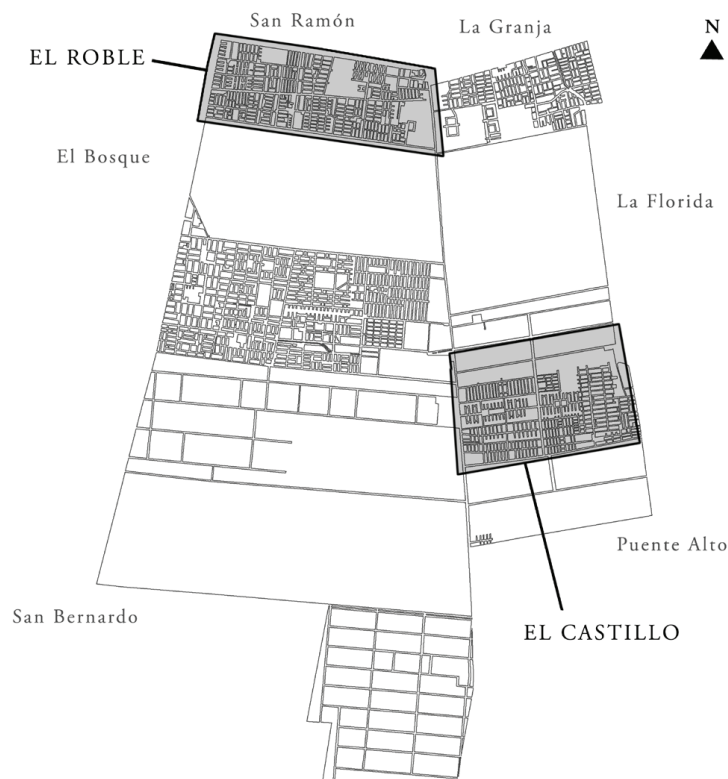 San Ramón
La Granja
N
EL ROBLE
El Bosque
La Florida
Puente Alto
San Bernardo
EL CASTILLO